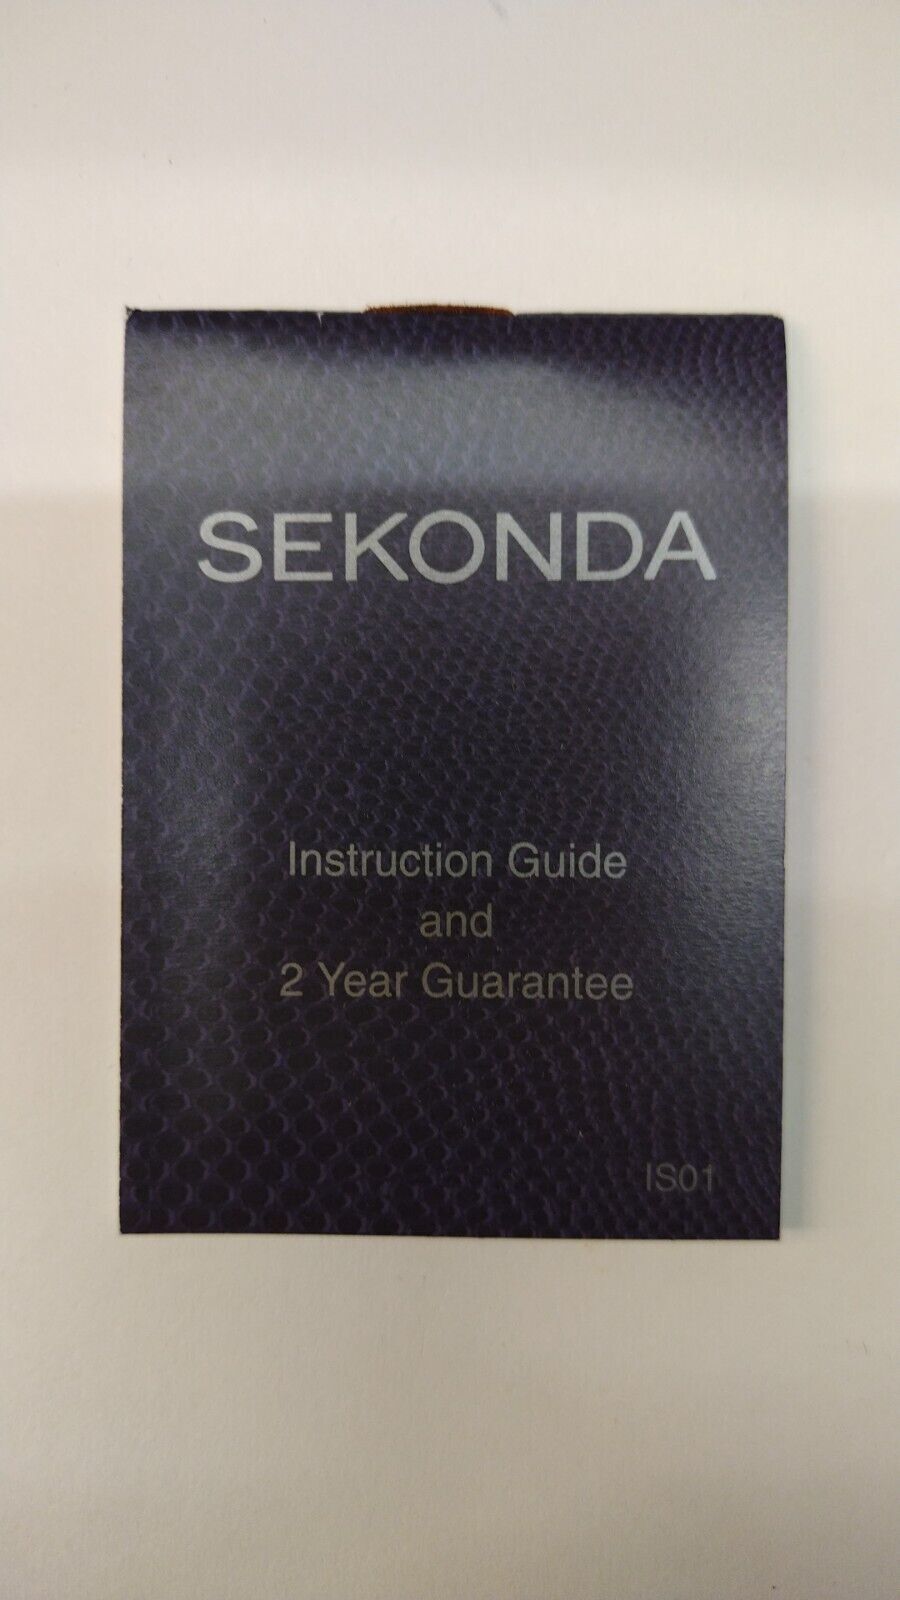 SEKONDA
Instruction Guide
and
2 Year Guarantee
IS01